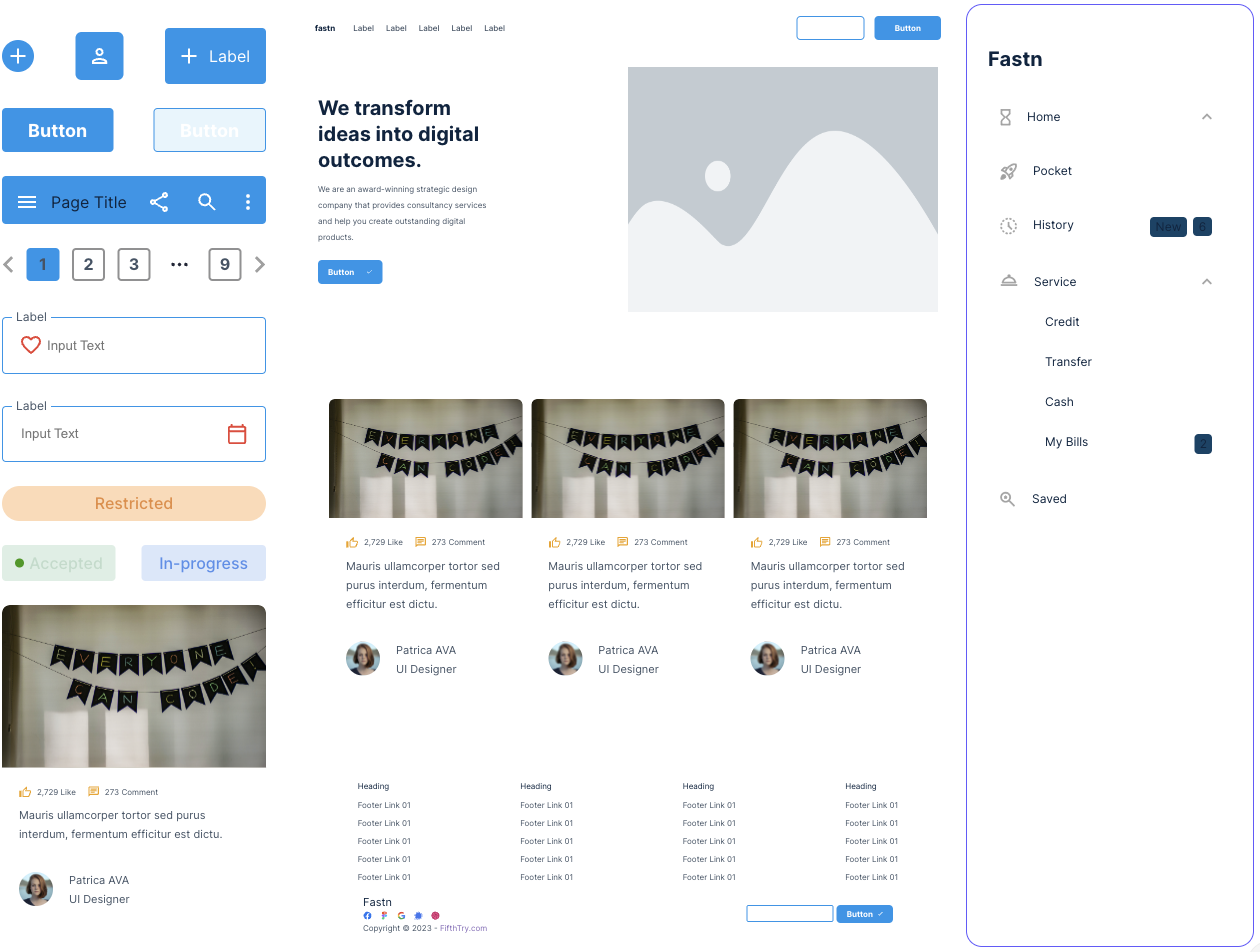 Label
Button
Button
Page Title
1
2
3
...
9
Label
Input Text
Label
Input Text
Restricted
Accepted
In-progress
EVERYONE
CAN CODE!
2,729 Like
273 Comment
Mauris ullamcorper tortor sed purus
interdum, fermentum efficitur est dictu.
Patrica AVA
UI Designer
fastn
Label
Label
Label
Label
Label
Button
We transform
ideas into digital
outcomes.
We are an award-winning strategic design
company that provides consultancy services
and help you create outstanding digital
products.
Button
EVERYONE
CAN CODE!
EVERYONE
CAN CODE!
EVERYONE
CAN CODE!
2,729 Like
273 Comment
Mauris ullamcorper tortor sed
purus interdum, fermentum
efficitur est dictu.
Patrica AVA
UI Designer
2,729 Like
273 Comment
Mauris ullamcorper tortor sed
purus interdum, fermentum
efficitur est dictu.
Patrica AVA
UI Designer
2,729 Like
273 Comment
Mauris ullamcorper tortor sed
purus interdum, fermentum
efficitur est dictu.
Patrica AVA
UI Designer
Heading
Footer Link 01
Footer Link 01
Footer Link 01
Footer Link 01
Footer Link 01
Heading
Footer Link 01
Footer Link 01
Footer Link 01
Footer Link 01
Footer Link 01
Heading
Footer Link 01
Footer Link 01
Footer Link 01
Footer Link 01
Footer Link 01
Heading
Footer Link 01
Footer Link 01
Footer Link 01
Footer Link 01
Footer Link 01
Fastn
Copyright © 2023 - FifthTry.com
Button
Fastn
Home
Pocket
History
New
Service
Credit
Transfer
Cash
My Bills
2
Saved